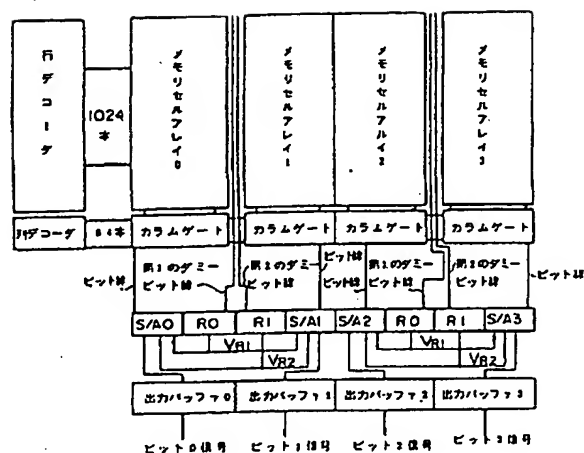 行デコーダ
1024本
メモリセルアレイ0
メモリセルアレイ1
メモリセルアレイ2
メモリセルアレイ3
列デコーダ
64本
カラムゲート
カラムゲート
カラムゲート
カラムゲート
ビット線
第1のダミービット線
第2のダミービット線
ビット線
ビット線
第1のダミービット線
第2のダミービット線
ビット線
S/A0 R0 R1 S/A1 S/A2 R0 R1 S/A3
VR1
VR2
VR1
VR2
出力バッファ0
出力バッファ1
出力バッファ2
出力バッファ3
ビット0信号
ビット1信号
ビット2信号
ビット3信号